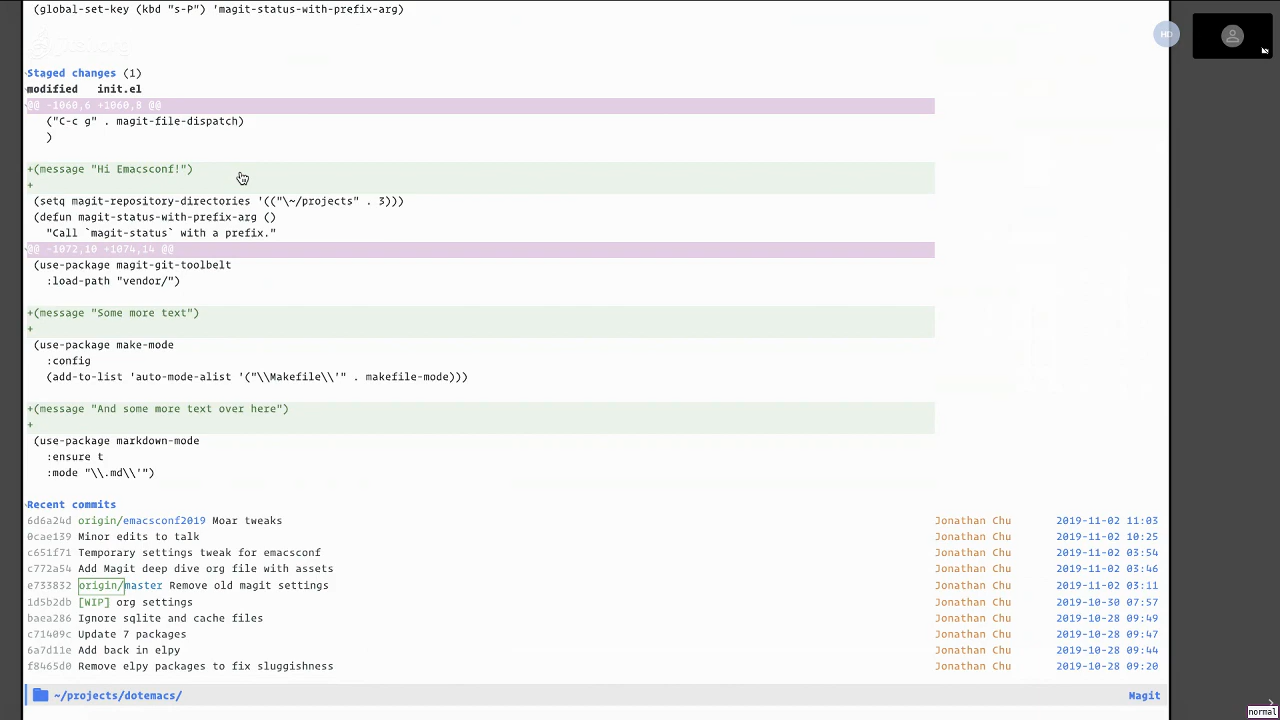 (global-set-key (kbd "s-P") 'magit-status-with-prefix-arg)
HD
Staged changes (1)
modified   init.el
@@ -1060,6 +1060,8 @@
("C-c g" . magit-file-dispatch)
)
+(message "Hi Emacsconf!")
+
(setq magit-repository-directories '(("\~/projects" . 3)))
(defun magit-status-with-prefix-arg ()
"Call `magit-status` with a prefix."
@@ -1072,10 +1074,14 @@
(use-package magit-git-toolbelt
:load-path "vendor/")
+(message "Some more text")
+
(use-package make-mode
:config
(add-to-list 'auto-mode-alist '("\\Makefile\\'" . makefile-mode)))
+(message "And some more text over here")
+
(use-package markdown-mode
:ensure t
:mode "\\.md\\'")
Recent commits
6d6a24d origin/emacsconf2019 Moar tweaks Jonathan Chu 2019-11-02 11:03
0cae139 Minor edits to talk Jonathan Chu 2019-11-02 10:25
c651f71 Temporary settings tweak for emacsconf Jonathan Chu 2019-11-02 03:54
c772a54 Add Magit deep dive org file with assets Jonathan Chu 2019-11-02 03:46
e733832 origin/master Remove old magit settings Jonathan Chu 2019-11-02 03:11
1d5b2db [WIP] org settings Jonathan Chu 2019-10-30 07:57
baea286 Ignore sqlite and cache files Jonathan Chu 2019-10-28 09:49
c71409c Update 7 packages Jonathan Chu 2019-10-28 09:47
6a7d11e Add back in elpy Jonathan Chu 2019-10-28 09:44
f8465d0 Remove elpy packages to fix sluggishness Jonathan Chu 2019-10-28 09:20
~/projects/dotemacs/ Magit
normal